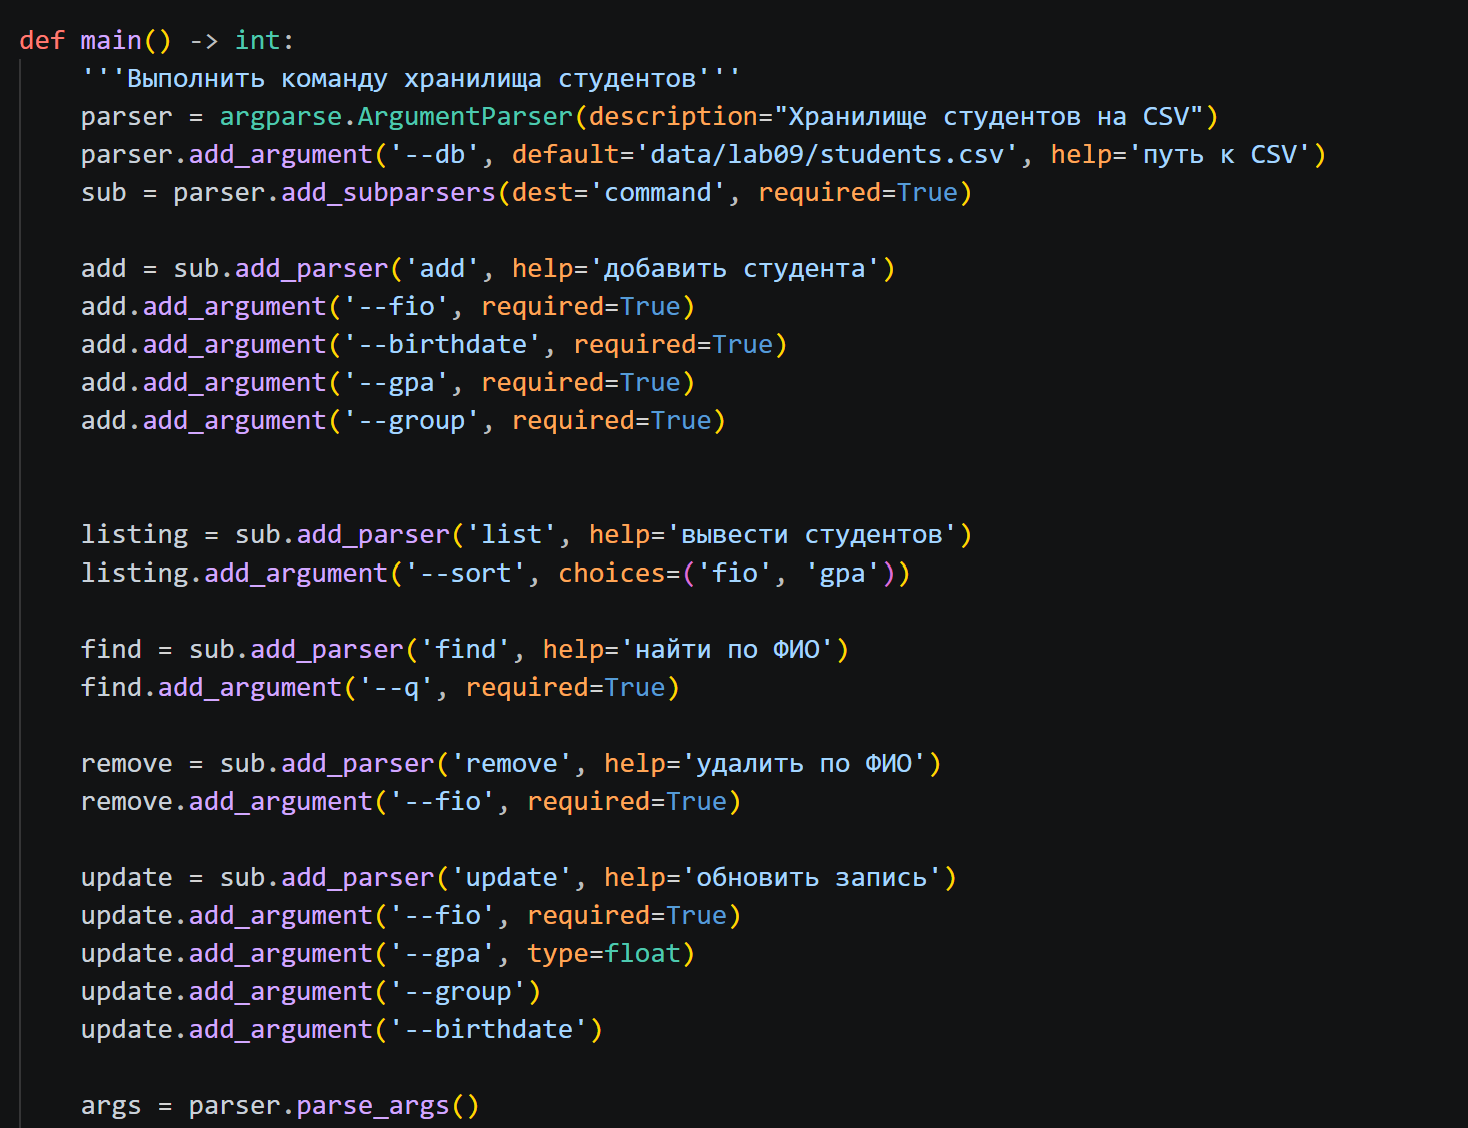 def main() -> int:
    '''Выполнить команду хранилища студентов'''
    parser = argparse.ArgumentParser(description="Хранилище студентов на CSV")
    parser.add_argument('--db', default='data/lab09/students.csv', help='путь к CSV')
    sub = parser.add_subparsers(dest='command', required=True)

    add = sub.add_parser('add', help='добавить студента')
    add.add_argument('--fio', required=True)
    add.add_argument('--birthdate', required=True)
    add.add_argument('--gpa', required=True)
    add.add_argument('--group', required=True)


    listing = sub.add_parser('list', help='вывести студентов')
    listing.add_argument('--sort', choices=('fio', 'gpa'))

    find = sub.add_parser('find', help='найти по ФИО')
    find.add_argument('--q', required=True)

    remove = sub.add_parser('remove', help='удалить по ФИО')
    remove.add_argument('--fio', required=True)

    update = sub.add_parser('update', help='обновить запись')
    update.add_argument('--fio', required=True)
    update.add_argument('--gpa', type=float)
    update.add_argument('--group')
    update.add_argument('--birthdate')

    args = parser.parse_args()